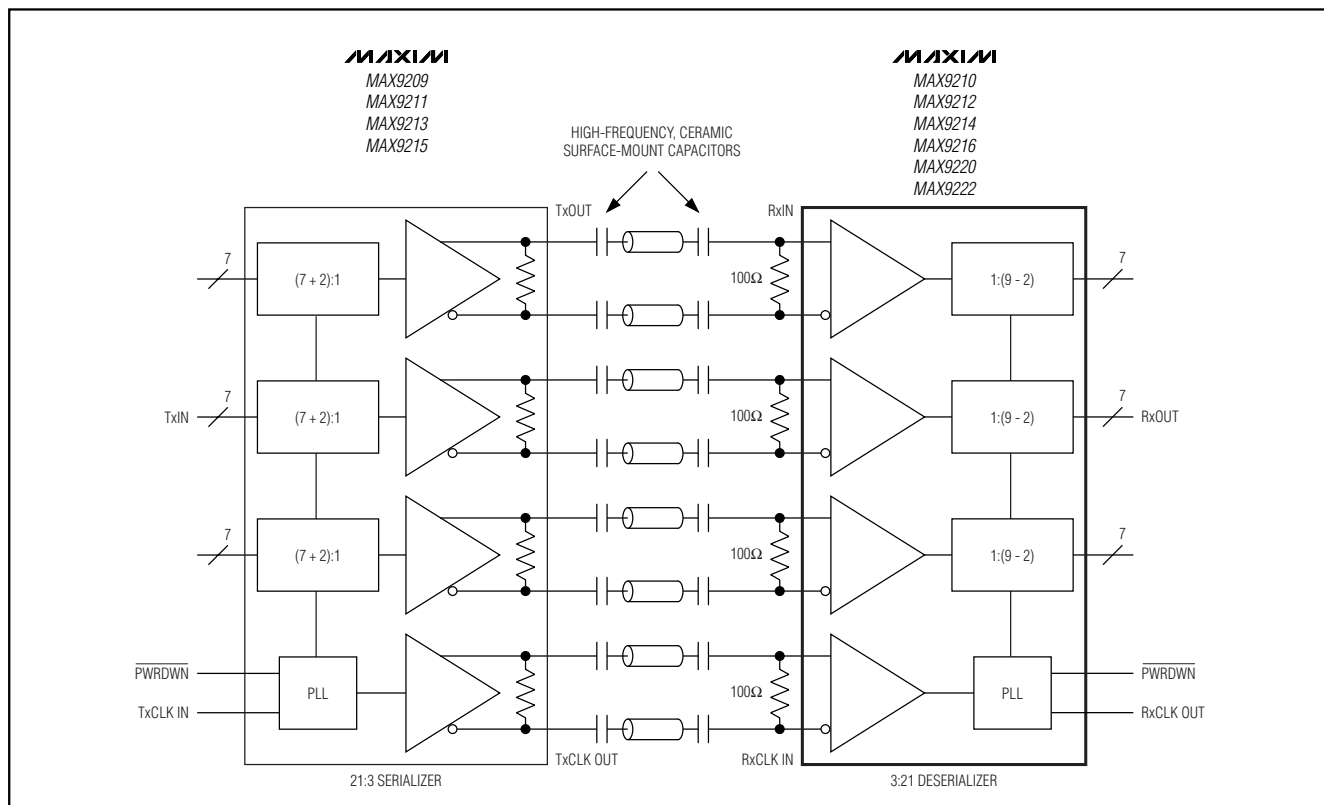 MAXIM
MAX9209
MAX9211
MAX9213
MAX9215
MAXIM
MAX9210
MAX9212
MAX9214
MAX9216
MAX9220
MAX9222
HIGH-FREQUENCY, CERAMIC
SURFACE-MOUNT CAPACITORS
TxOUT
RxIN
7
(7 + 2):1
100Ω
1:(9 - 2)
7
TxIN
7
(7 + 2):1
100Ω
1:(9 - 2)
7
RxOUT
7
(7 + 2):1
100Ω
1:(9 - 2)
7
PWRDWN
TxCLK IN
PLL
100Ω
PLL
PWRDWN
RxCLK OUT
TxCLK OUT
RxCLK IN
21:3 SERIALIZER
3:21 DESERIALIZER